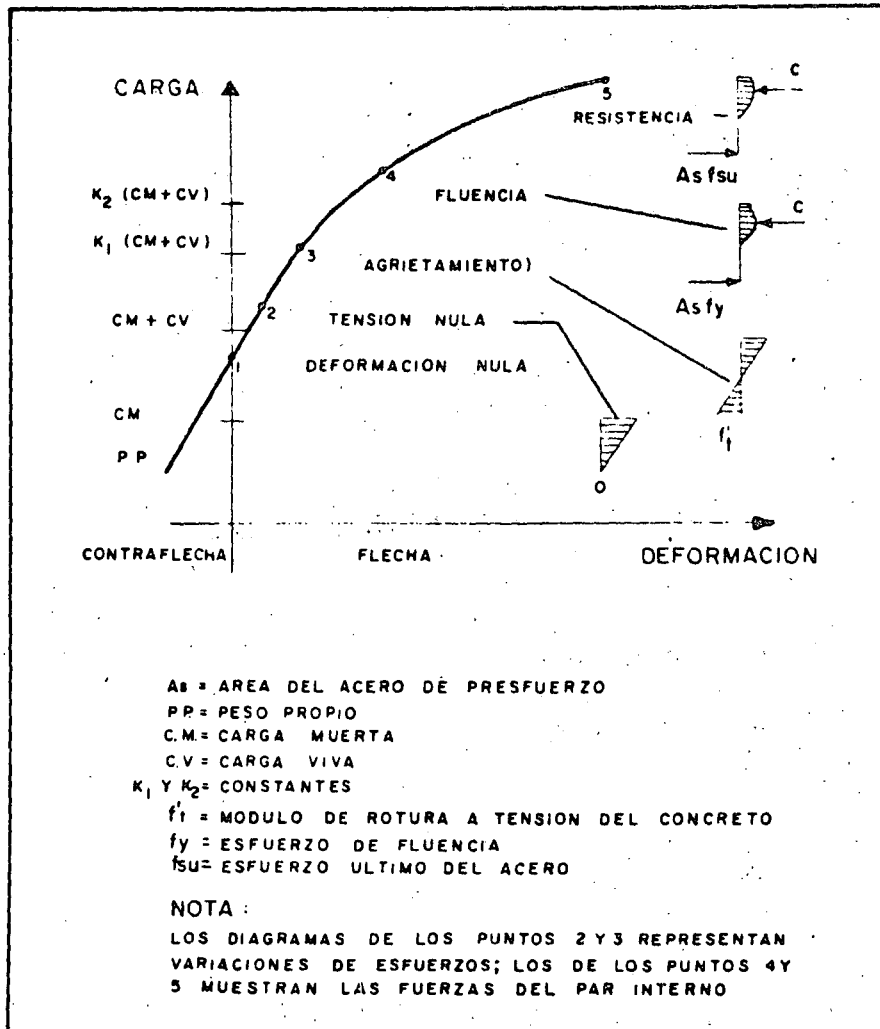 CARGA
C
5
RESISTENCIA
As fsu
4
K2 (CM+CV)
FLUENCIA
C
K1 (CM+CV)
3
AGRIETAMIENTO)
As fy
2
CM + CV
TENSION NULA
1
DEFORMACION NULA
CM
f't
PP
O
CONTRAFLECHA
FLECHA
DEFORMACION
As = AREA DEL ACERO DE PRESFUERZO
PP = PESO PROPIO
C.M. = CARGA MUERTA
C.V = CARGA VIVA
K1 Y K2 = CONSTANTES
f't = MODULO DE ROTURA A TENSION DEL CONCRETO
fy = ESFUERZO DE FLUENCIA
fsu = ESFUERZO ULTIMO DEL ACERO
NOTA :
LOS DIAGRAMAS DE LOS PUNTOS 2 Y 3 REPRESENTAN
VARIACIONES DE ESFUERZOS; LOS DE LOS PUNTOS 4 Y
5 MUESTRAN LAS FUERZAS DEL PAR INTERNO